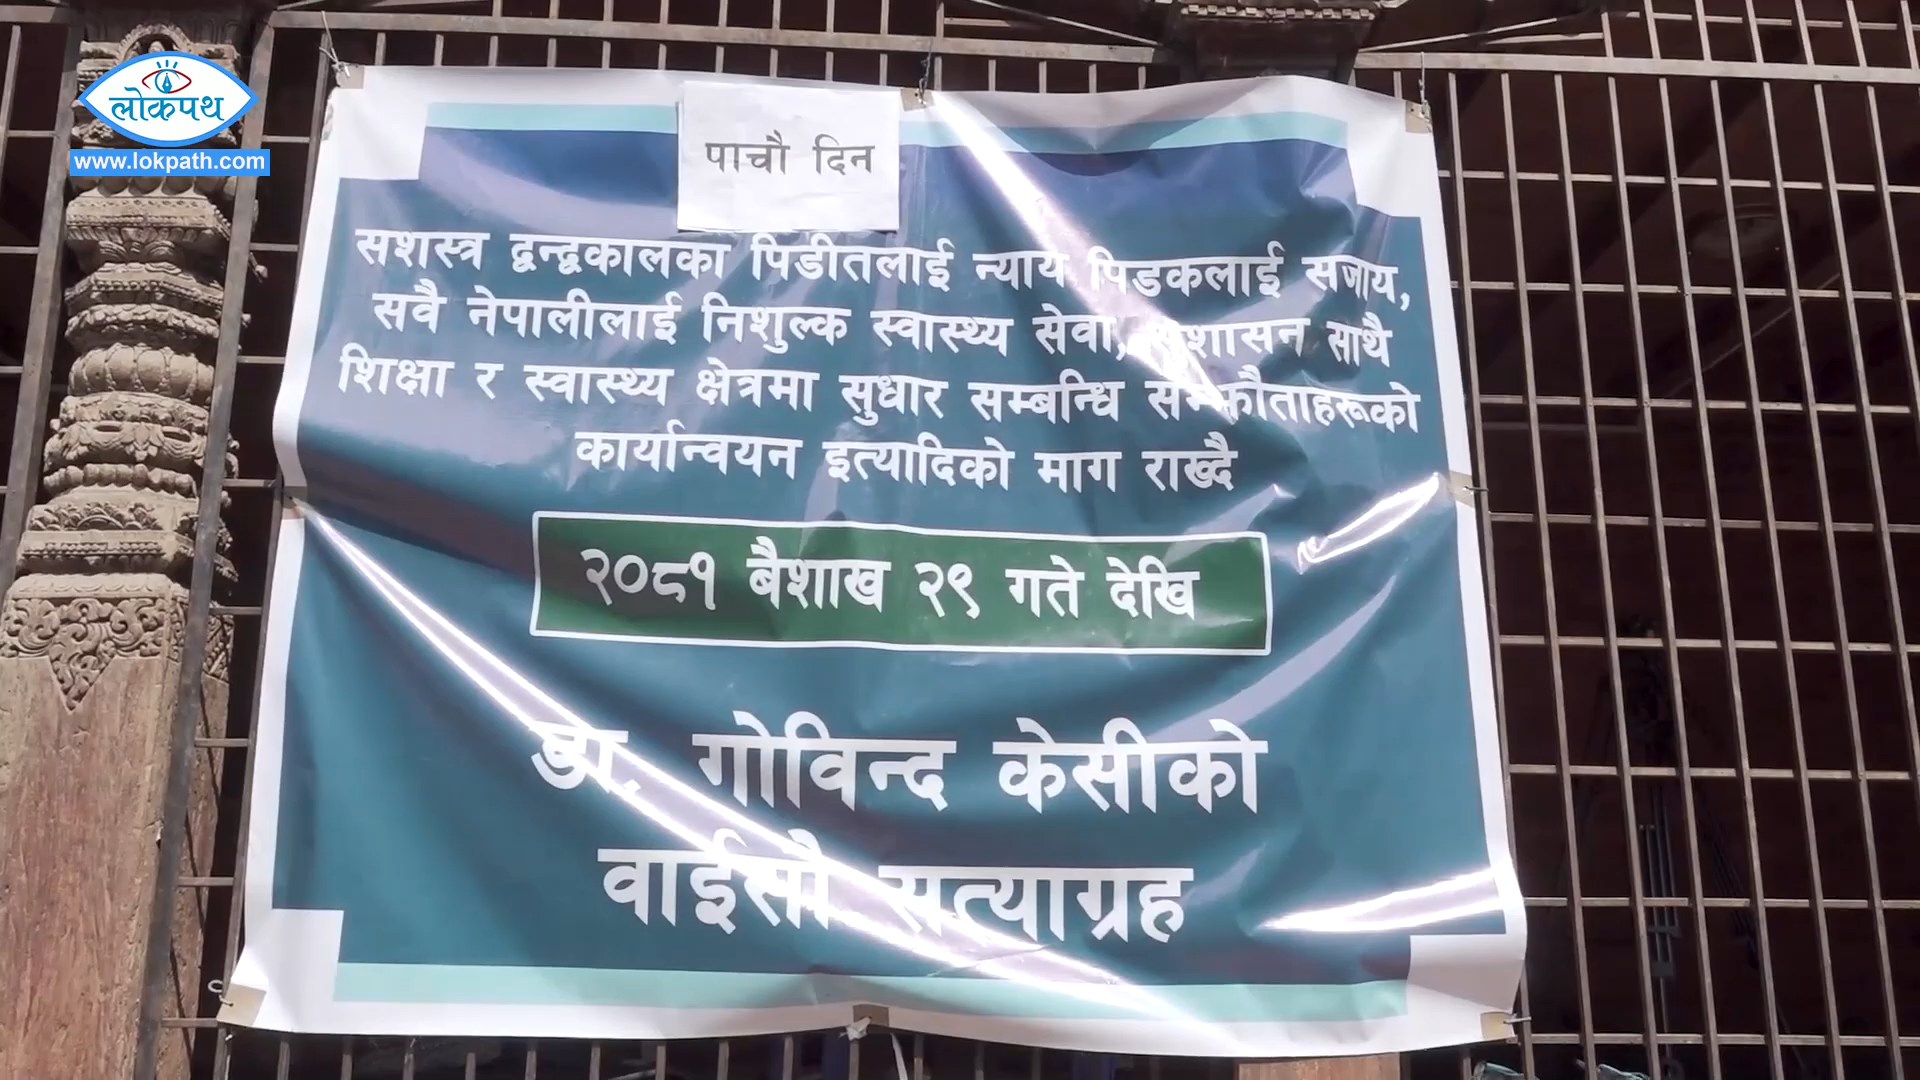 लोकपथ
www.lokpath.com
पाचौ दिन
सशस्त्र द्वन्द्वकालका पिडीतलाई न्याय पिडकलाई सजाय,
सवै नेपालीलाई निशुल्क स्वास्थ्य सेवा, सुशासन साथै
शिक्षा र स्वास्थ्य क्षेत्रमा सुधार सम्बन्धि सम्झौताहरूको
कार्यान्वयन इत्यादिको माग राख्दै
२०८१ बैशाख २९ गते देखि
डा. गोविन्द केसीको
वाईसौ सत्याग्रह